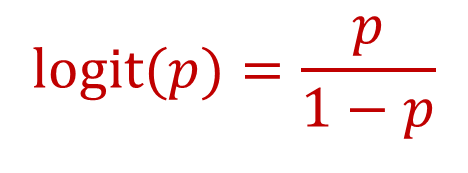 logit(p) = p / (1 − p)